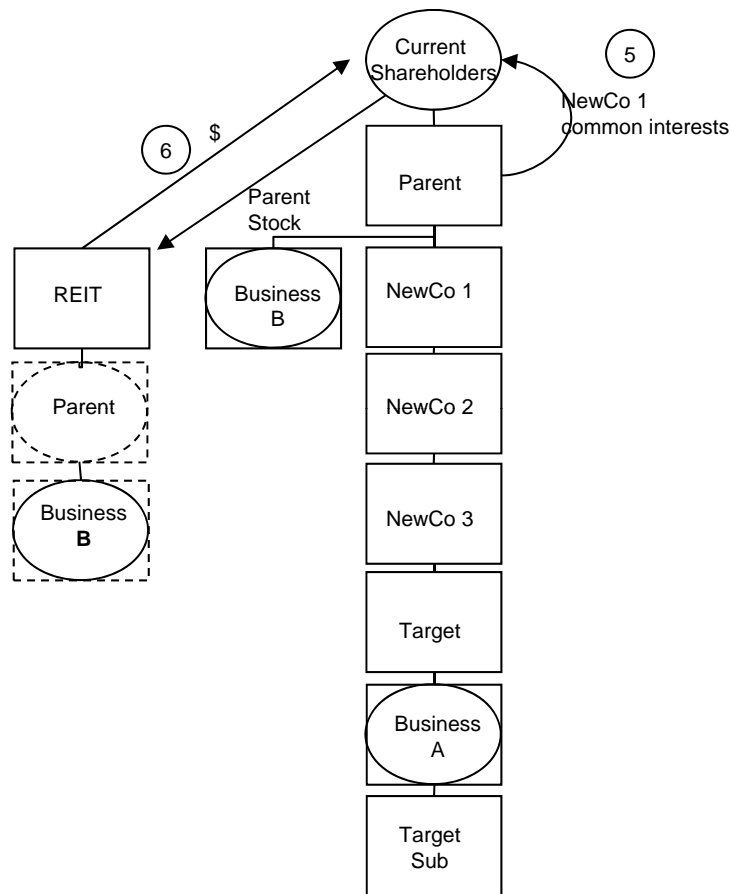 Current
Shareholders
5
NewCo 1
common interests
6
$
Parent
Parent
Stock
REIT
Business
B
NewCo 1
Parent
NewCo 2
Business
B
NewCo 3
Target
Business
A
Target
Sub